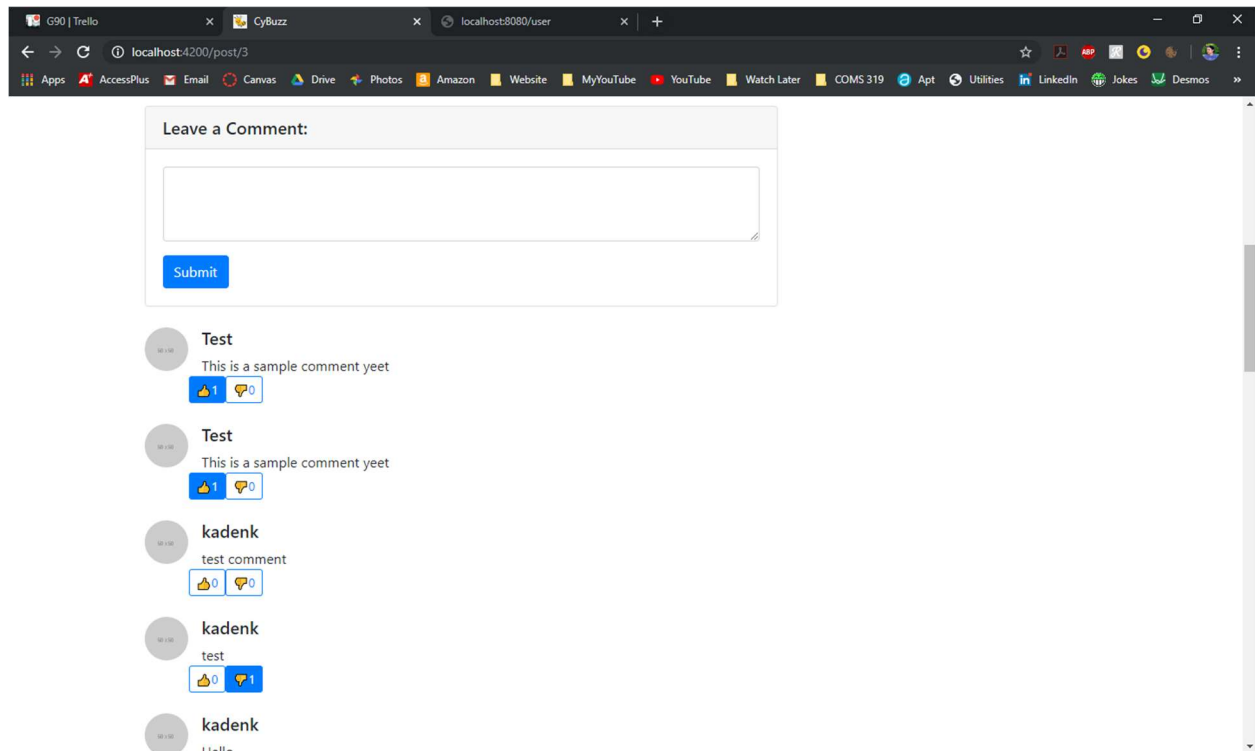 G90 | Trello
CyBuzz
localhost:8080/user
localhost:4200/post/3
ABP
Apps AccessPlus Email Canvas Drive Photos Amazon Website MyYouTube YouTube Watch Later COMS 319 Apt Utilities LinkedIn Jokes Desmos »
Leave a Comment:
Submit
Test
This is a sample comment yeet
1 0
Test
This is a sample comment yeet
1 0
kadenk
test comment
0 0
kadenk
test
0 1
kadenk
Hello